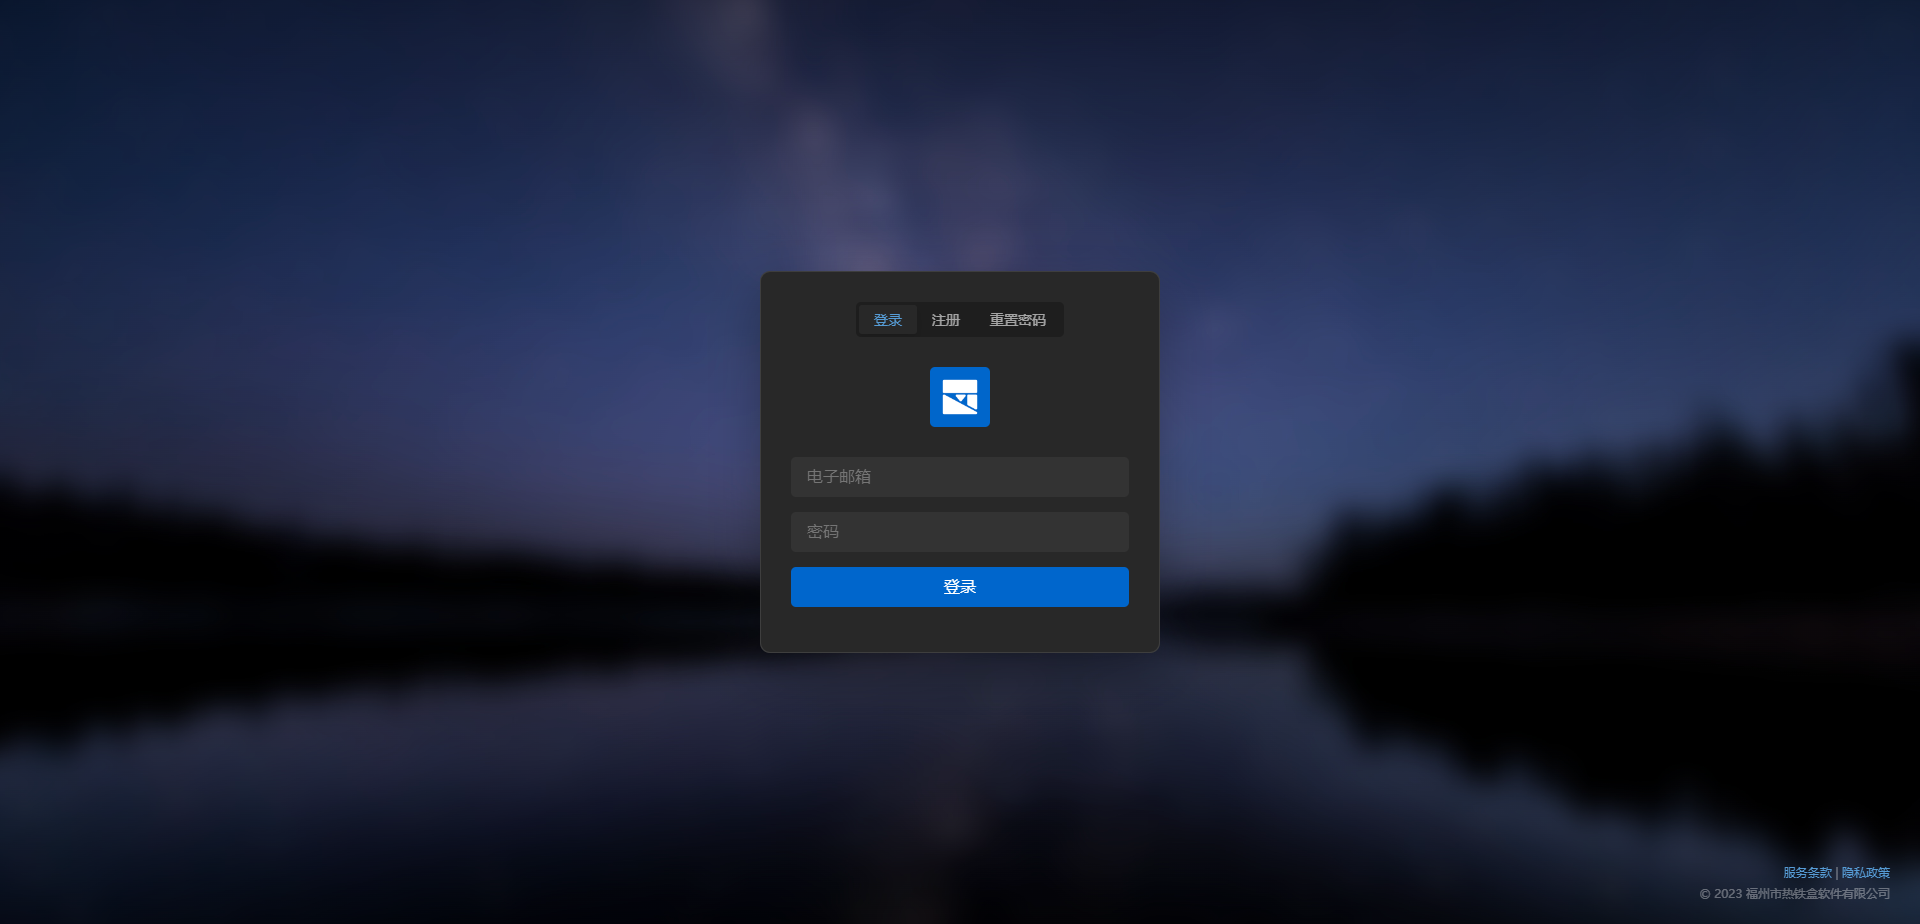 登录 注册 重置密码
电子邮箱
密码
登录
服务条款 | 隐私政策
© 2023 福州市热铁盒软件有限公司